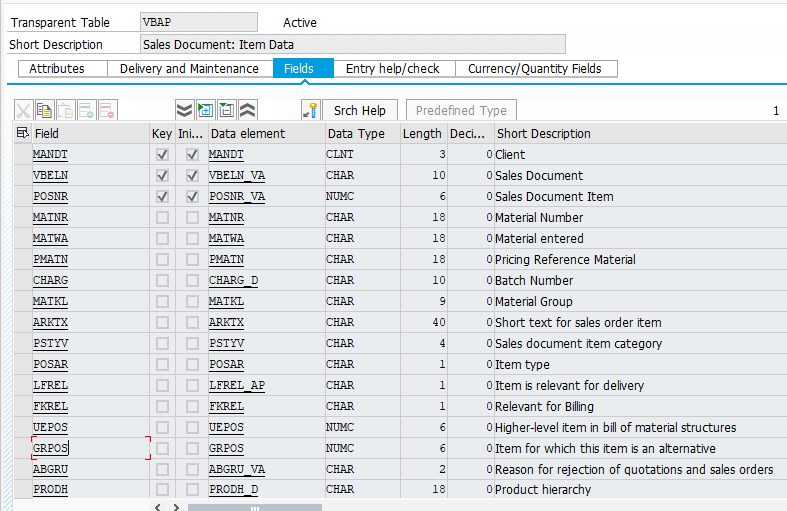 Transparent Table VBAP Active
Short Description Sales Document: Item Data
Attributes Delivery and Maintenance Fields Entry help/check Currency/Quantity Fields
Srch Help Predefined Type 1
Field Key Ini... Data element Data Type Length Deci... Short Description
MANDT MANDT CLNT 3 0 Client
VBELN VBELN_VA CHAR 10 0 Sales Document
POSNR POSNR_VA NUMC 6 0 Sales Document Item
MATNR MATNR CHAR 18 0 Material Number
MATWA MATWA CHAR 18 0 Material entered
PMATN PMATN CHAR 18 0 Pricing Reference Material
CHARG CHARG_D CHAR 10 0 Batch Number
MATKL MATKL CHAR 9 0 Material Group
ARKTX ARKTX CHAR 40 0 Short text for sales order item
PSTYV PSTYV CHAR 4 0 Sales document item category
POSAR POSAR CHAR 1 0 Item type
LFREL LFREL_AP CHAR 1 0 Item is relevant for delivery
FKREL FKREL CHAR 1 0 Relevant for Billing
UEPOS UEPOS NUMC 6 0 Higher-level item in bill of material structures
GRPOS GRPOS NUMC 6 0 Item for which this item is an alternative
ABGRU ABGRU_VA CHAR 2 0 Reason for rejection of quotations and sales orders
PRODH PRODH_D CHAR 18 0 Product hierarchy